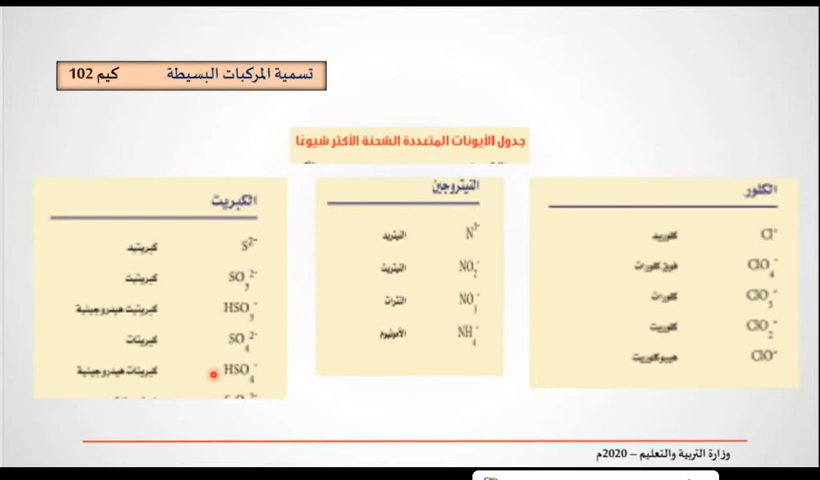 تسمية المركبات البسيطة كيم 102
جدول الأيونات المتعددة الشحنة الأكثر شيوعًا
الكلور
Cl⁻ كلوريد
ClO₄⁻ فوق كلورات
ClO₃⁻ كلورات
ClO₂⁻ كلوريت
ClO⁻ هيبوكلوريت
النيتروجين
N³⁻ النيتريد
NO₂⁻ النيتريت
NO₃⁻ النترات
NH₄ الأمونيوم
الكبريت
S²⁻ كبريتيد
SO₃²⁻ كبريتيت
HSO₃⁻ كبريتيت هيدروجينية
SO₄²⁻ كبريتات
HSO₄⁻ كبريتات هيدروجينية
وزارة التربية والتعليم – 2020م